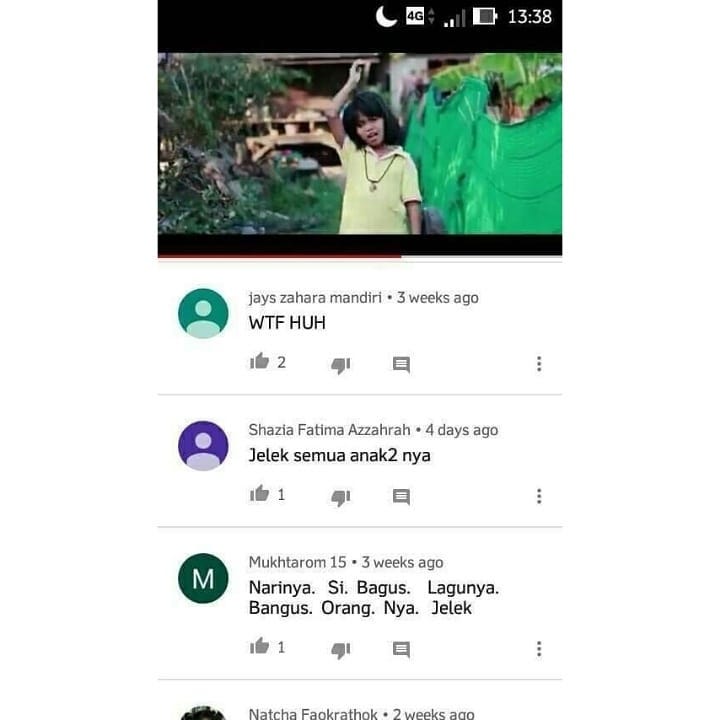 4G 13:38
jays zahara mandiri • 3 weeks ago
WTF HUH
2
Shazia Fatima Azzahrah • 4 days ago
Jelek semua anak2 nya
1
M
Mukhtarom 15 • 3 weeks ago
Narinya. Si. Bagus. Lagunya.
Bangus. Orang. Nya. Jelek
1
Natcha Faokrathok • 2 weeks ago